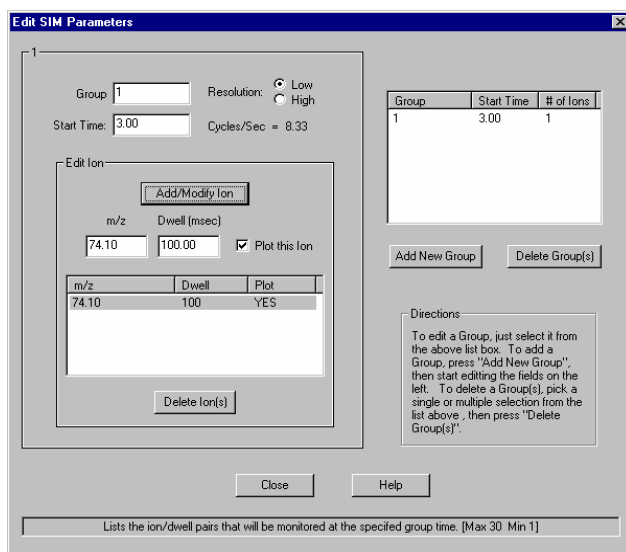 Edit SIM Parameters
1
Group 1
Resolution: Low
High
Start Time: 3.00
Cycles/Sec = 8.33
Edit Ion
Add/Modify Ion
m/z Dwell (msec)
74.10 100.00 Plot this Ion
m/z Dwell Plot
74.10 100 YES
Delete Ion(s)
Group Start Time # of Ions
1 3.00 1
Add New Group Delete Group(s)
Directions
To edit a Group, just select it from
the above list box. To add a
Group, press "Add New Group",
then start editting the fields on the
left. To delete a Group(s), pick a
single or multiple selection from the
list above , then press "Delete
Group(s)".
Close Help
Lists the ion/dwell pairs that will be monitored at the specifed group time. [Max 30 Min 1]